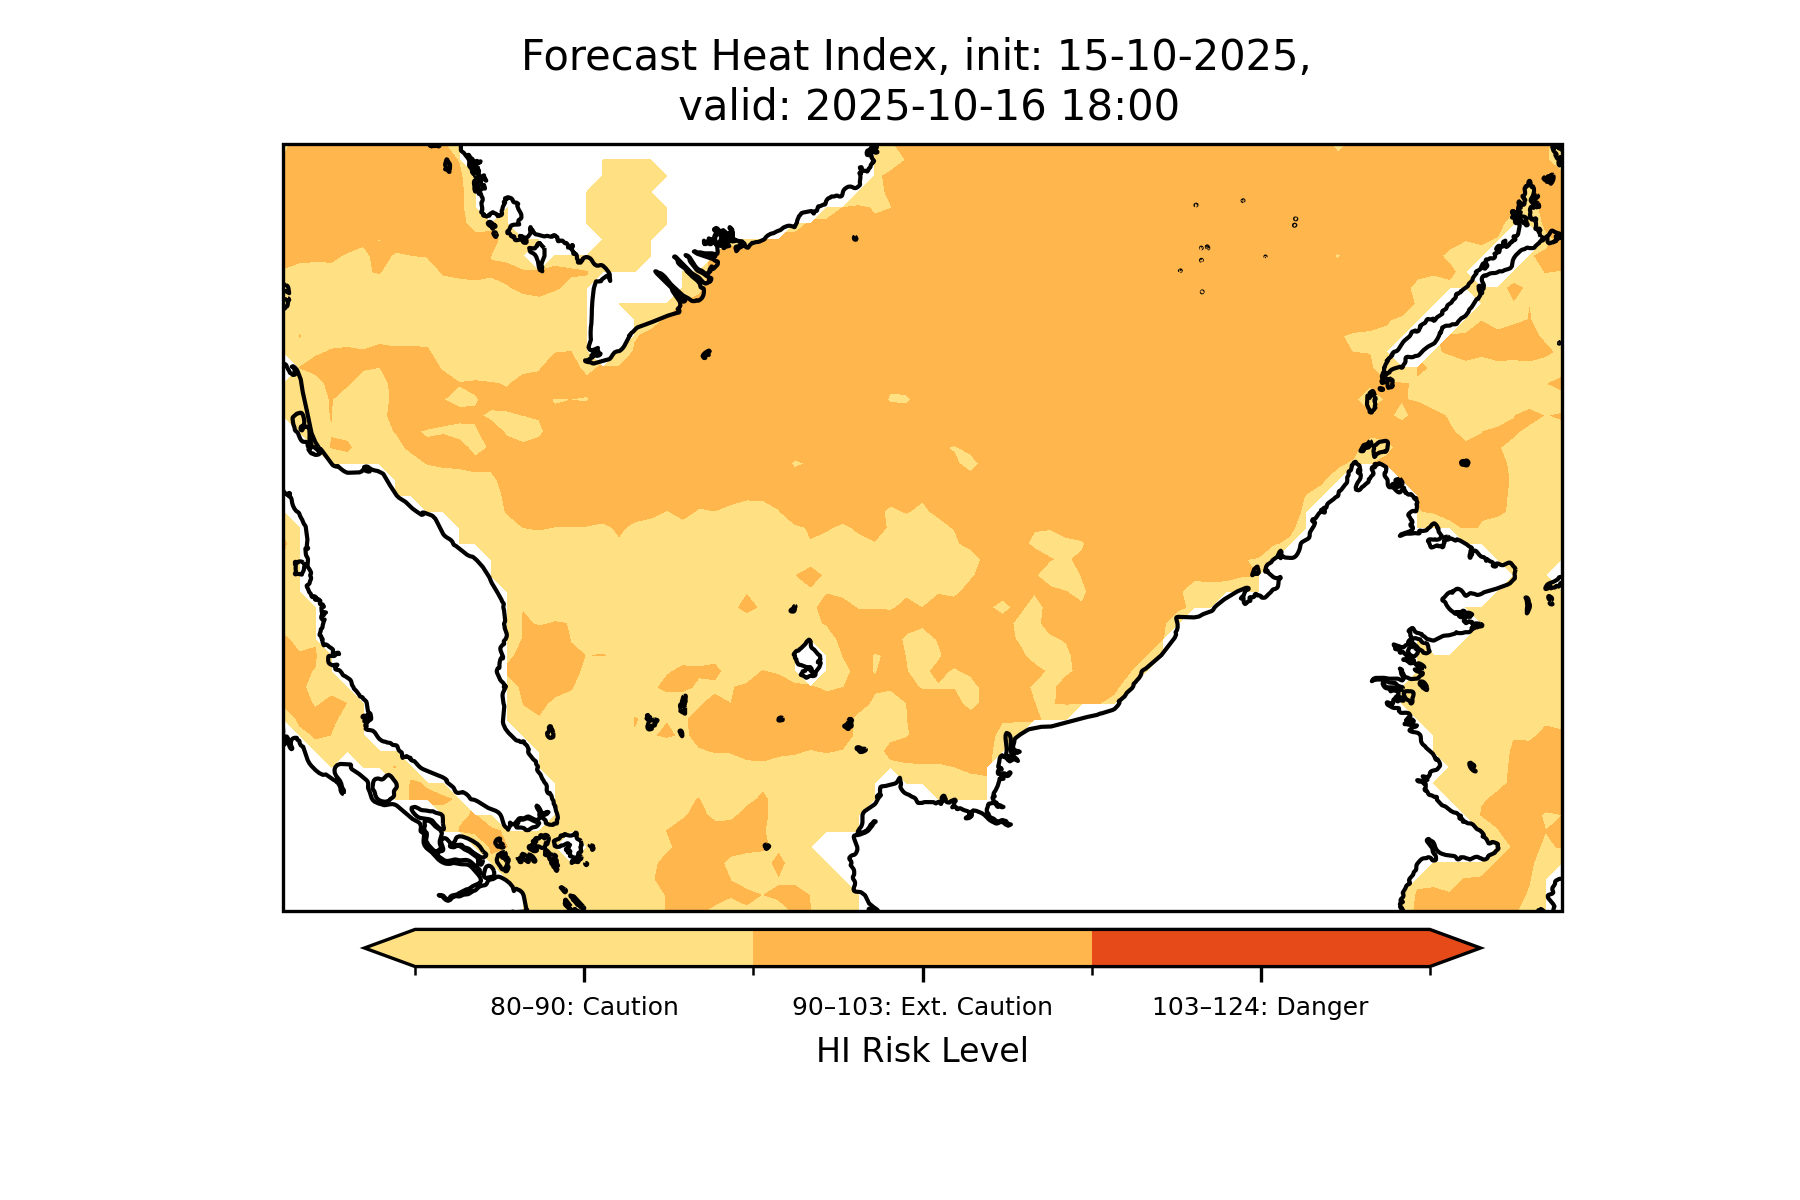 Forecast Heat Index, init: 15-10-2025,
valid: 2025-10-16 18:00
80–90: Caution
90–103: Ext. Caution
103–124: Danger
HI Risk Level